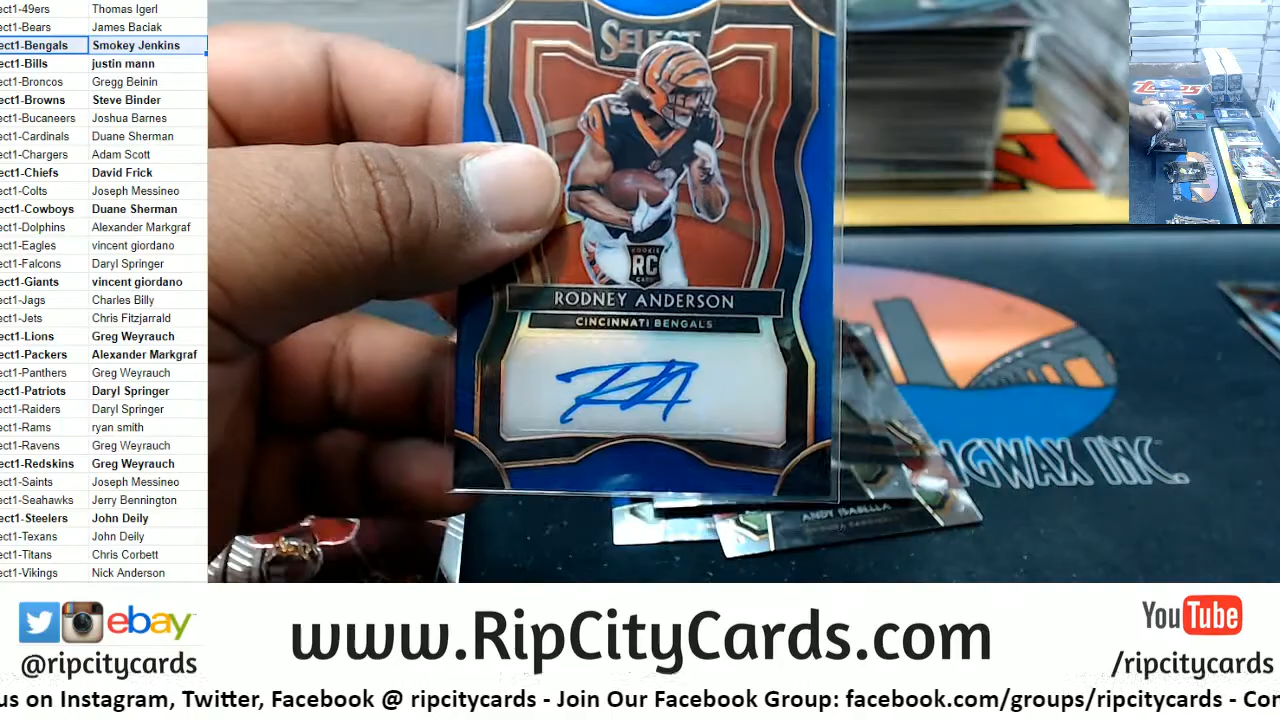 ect1-49ers Thomas Igerl
ect1-Bears James Baciak
ect1-Bengals Smokey Jenkins
ect1-Bills justin mann
ect1-Broncos Gregg Beinin
ect1-Browns Steve Binder
ect1-Bucaneers Joshua Barnes
ect1-Cardinals Duane Sherman
ect1-Chargers Adam Scott
ect1-Chiefs David Frick
ect1-Colts Joseph Messineo
ect1-Cowboys Duane Sherman
ect1-Dolphins Alexander Markgraf
ect1-Eagles vincent giordano
ect1-Falcons Daryl Springer
ect1-Giants vincent giordano
ect1-Jags Charles Billy
ect1-Jets Chris Fitzjarrald
ect1-Lions Greg Weyrauch
ect1-Packers Alexander Markgraf
ect1-Panthers Greg Weyrauch
ect1-Patriots Daryl Springer
ect1-Raiders Daryl Springer
ect1-Rams ryan smith
ect1-Ravens Greg Weyrauch
ect1-Redskins Greg Weyrauch
ect1-Saints Joseph Messineo
ect1-Seahawks Jerry Bennington
ect1-Steelers John Deily
ect1-Texans John Deily
ect1-Titans Chris Corbett
ect1-Vikings Nick Anderson
SELECT
ROOKIE
RC
CARD
RODNEY ANDERSON
CINCINNATI BENGALS
ANDY ISABELLA
NGWAX INC.
Topps
ebay
@ripcitycards
www.RipCityCards.com
YouTube
/ripcitycards
us on Instagram, Twitter, Facebook @ ripcitycards - Join Our Facebook Group: facebook.com/groups/ripcitycards - Con